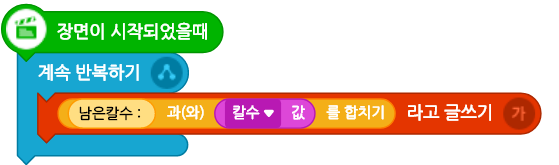 장면이 시작되었을때
계속 반복하기
남은칼수 : 과(와) 칼수 값 를 합치기 라고 글쓰기 가